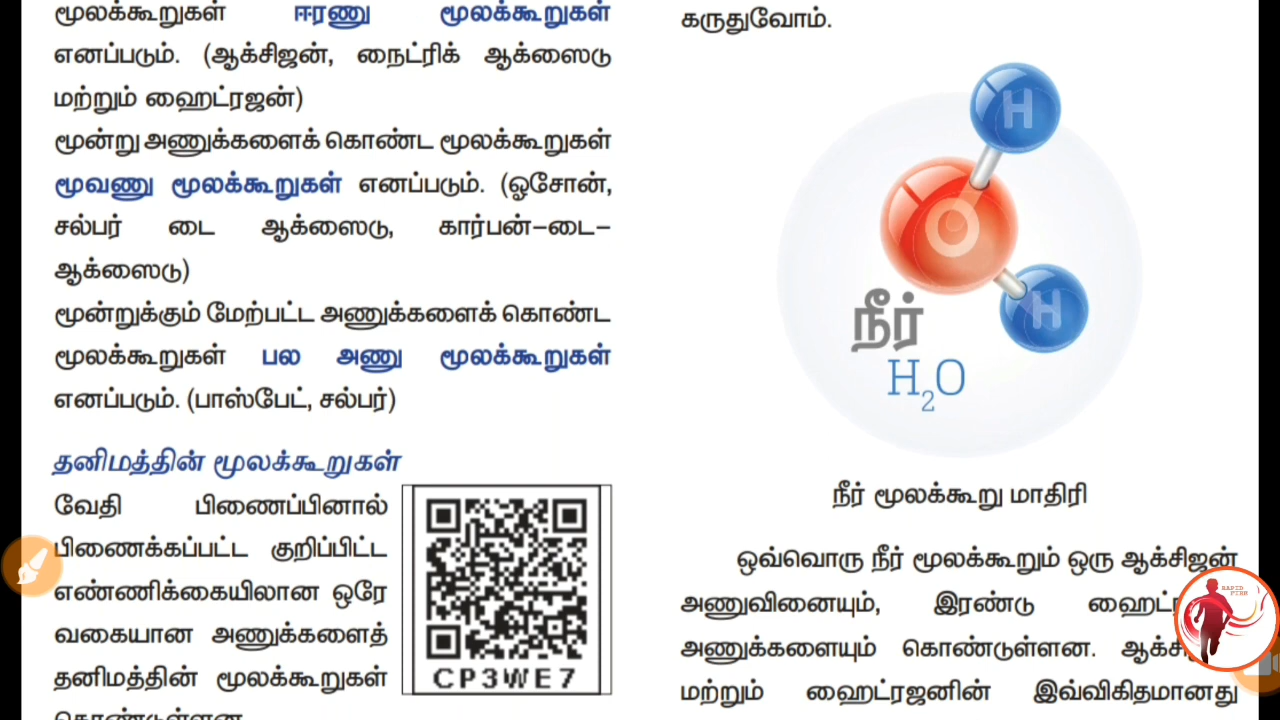 மூலக்கூறுகள் ஈரணு மூலக்கூறுகள்
எனப்படும். (ஆக்சிஜன், நைட்ரிக் ஆக்ஸைடு
மற்றும் ஹைட்ரஜன்)
மூன்று அணுக்களைக் கொண்ட மூலக்கூறுகள்
மூவணு மூலக்கூறுகள் எனப்படும். (ஓசோன்,
சல்பர் டை ஆக்ஸைடு, கார்பன்–டை–
ஆக்ஸைடு)
மூன்றுக்கும் மேற்பட்ட அணுக்களைக் கொண்ட
மூலக்கூறுகள் பல அணு மூலக்கூறுகள்
எனப்படும். (பாஸ்பேட், சல்பர்)
தனிமத்தின் மூலக்கூறுகள்
வேதி பிணைப்பினால்
பிணைக்கப்பட்ட குறிப்பிட்ட
எண்ணிக்கையிலான ஒரே
வகையான அணுக்களைத்
தனிமத்தின் மூலக்கூறுகள்
கொண்டுள்ளன
CP3WE7
கருதுவோம்.
H
O
H
நீர்
H₂O
நீர் மூலக்கூறு மாதிரி
ஒவ்வொரு நீர் மூலக்கூறும் ஒரு ஆக்சிஜன்
அணுவினையும், இரண்டு
அணுக்களையும் கொண்டுள்ளன.
மற்றும் ஹைட்ரஜனின் இவ்விகிதமானது
RAPID
FIRE